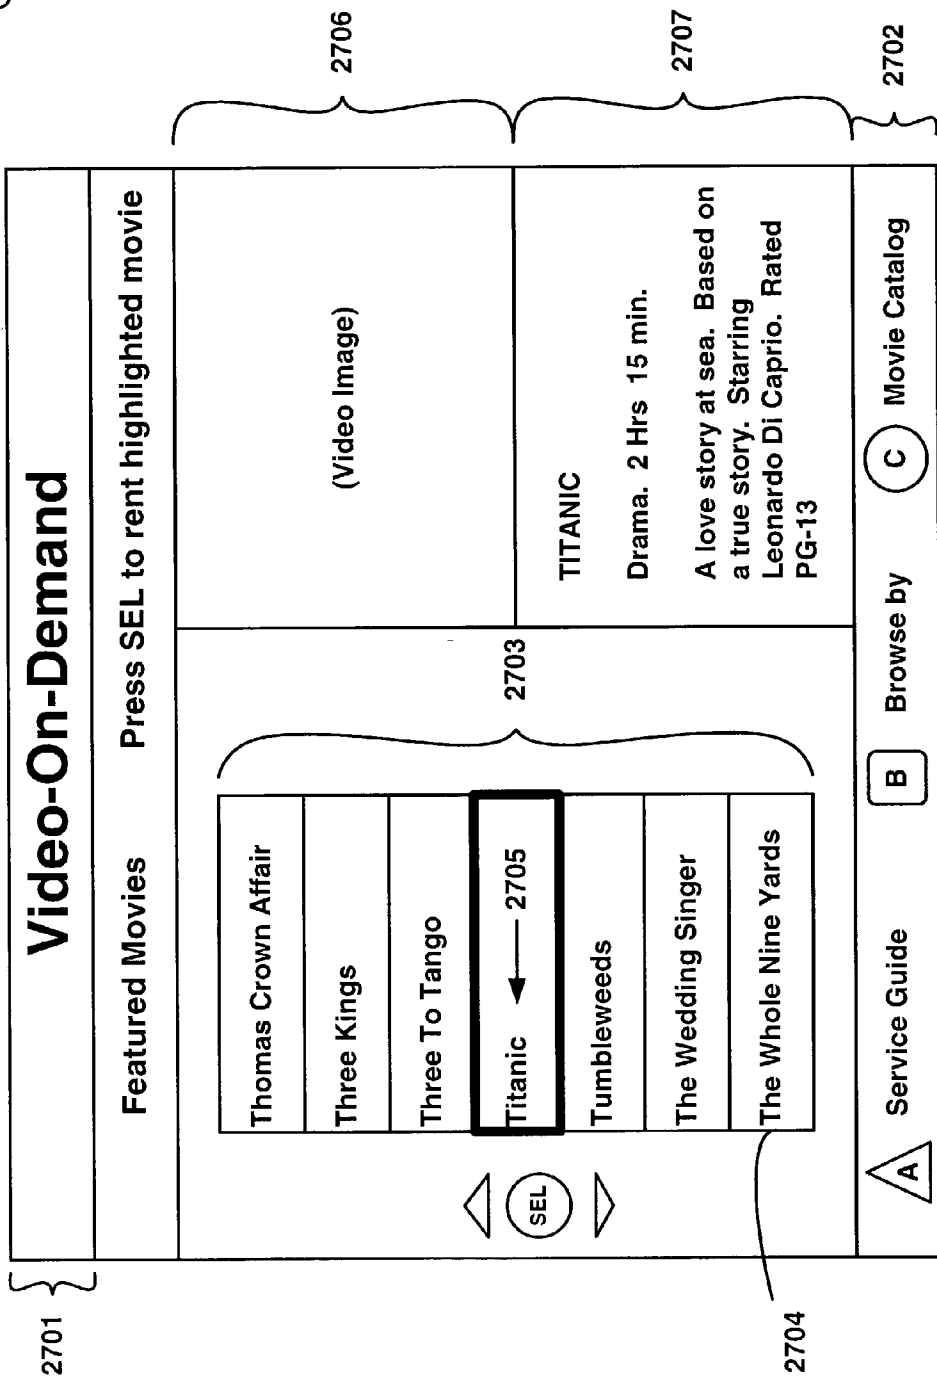 Video-On-Demand
2701
Featured Movies
Press SEL to rent highlighted movie
Thomas Crown Affair
Three Kings
Three To Tango
Titanic
2705
Tumbleweeds
The Wedding Singer
The Whole Nine Yards
SEL
2703
2704
(Video Image)
2706
TITANIC
Drama. 2 Hrs 15 min.
A love story at sea. Based on
a true story. Starring
Leonardo Di Caprio. Rated
PG-13
2707
A Service Guide
B Browse by
C Movie Catalog
2702